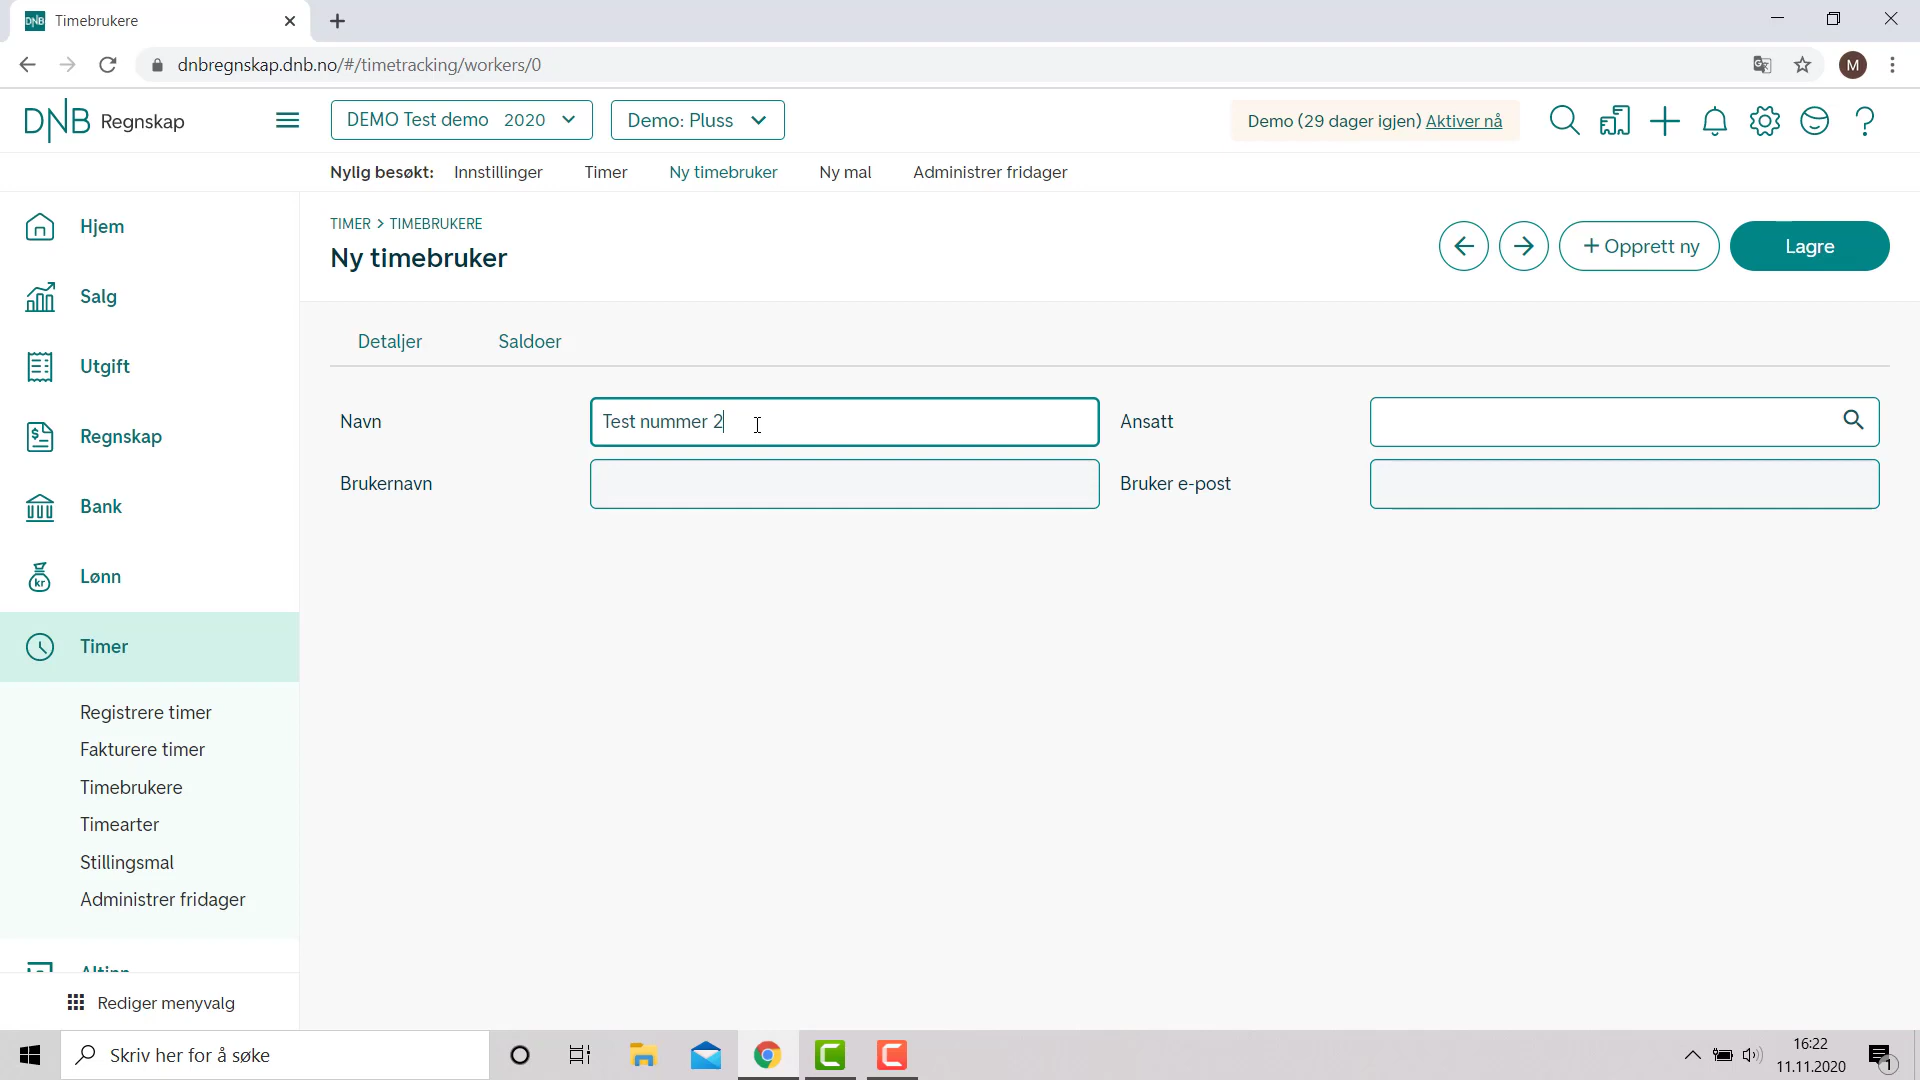 DNB Timebrukere
dnbregnskap.dnb.no/#/timetracking/workers/0
M
DNB Regnskap
DEMO Test demo 2020
Demo: Pluss
Demo (29 dager igjen) Aktiver nå
Nylig besøkt: Innstillinger Timer Ny timebruker Ny mal Administrer fridager
Hjem
Salg
Utgift
Regnskap
Bank
kr Lønn
Timer
Registrere timer
Fakturere timer
Timebrukere
Timearter
Stillingsmal
Administrer fridager
Altinn
Rediger menyvalg
TIMER > TIMEBRUKERE
Ny timebruker
+ Opprett ny
Lagre
Detaljer Saldoer
Navn Test nummer 2 Ansatt
Brukernavn Bruker e-post
Skriv her for å søke
16:22
11.11.2020
1